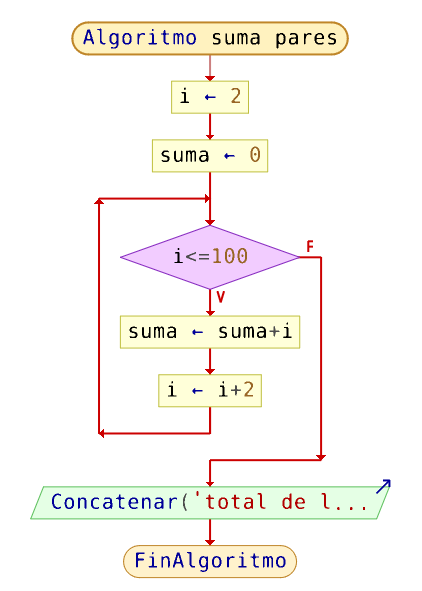 Algoritmo suma pares
i ← 2
suma ← 0
i<=100
F
V
suma ← suma+i
i ← i+2
Concatenar('total de l...
FinAlgoritmo